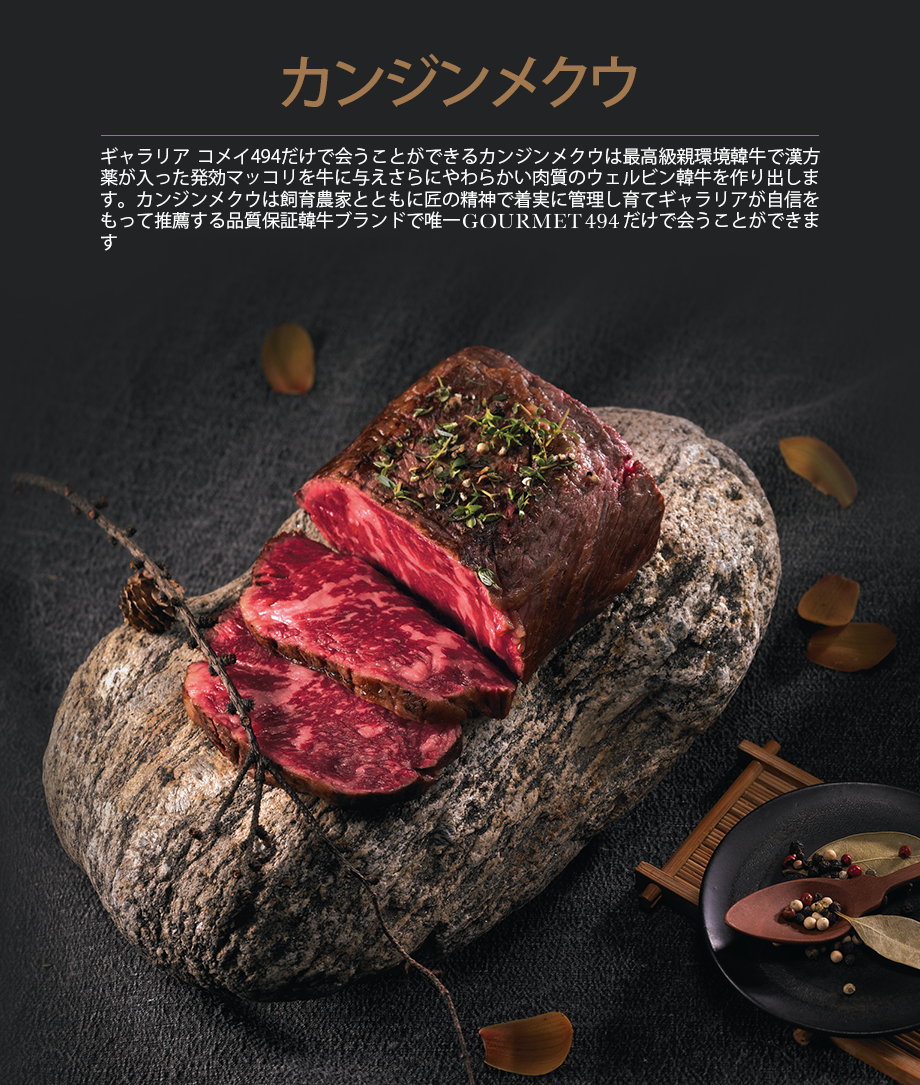 カンジンメクウ
ギャラリア コメイ494だけで会うことができるカンジンメクウは最高級親環境韓牛で漢方
薬が入った発効マッコリを牛に与えさらにやわらかい肉質のウェルビン韓牛を作り出しま
す。カンジンメクウは飼育農家とともに匠の精神で着実に管理し育てギャラリアが自信を
もって推薦する品質保証韓牛ブランドで唯一GOURMET 494 だけで会うことができま
す